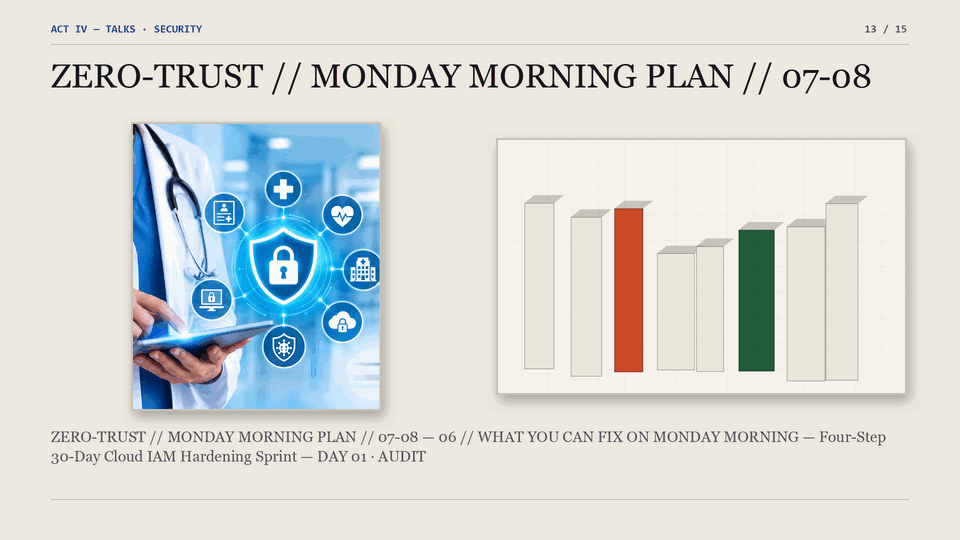 ACT IV — TALKS · SECURITY
13 / 15
ZERO-TRUST // MONDAY MORNING PLAN // 07-08
ZERO-TRUST // MONDAY MORNING PLAN // 07-08 — 06 // WHAT YOU CAN FIX ON MONDAY MORNING — Four-Step
30-Day Cloud IAM Hardening Sprint — DAY 01 · AUDIT